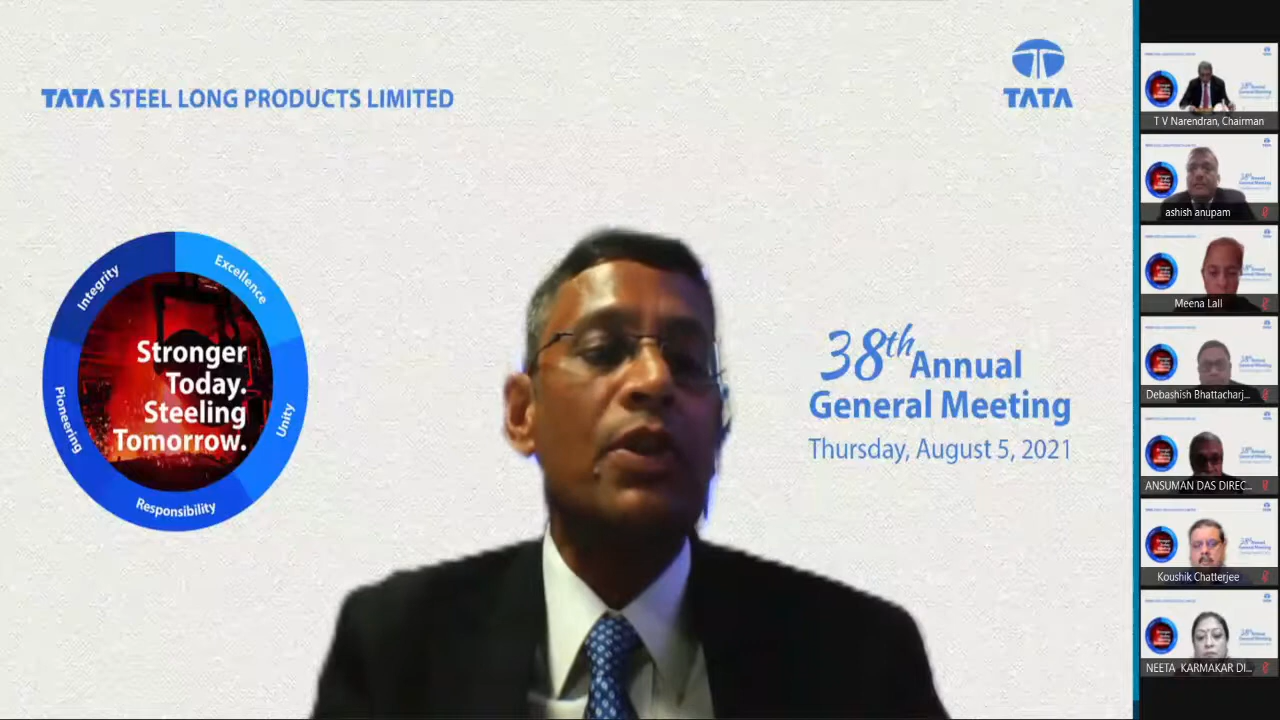 TATA STEEL LONG PRODUCTS LIMITED
TATA
Integrity
Excellence
Unity
Responsibility
Pioneering
Stronger
Today.
Steeling
Tomorrow.
38th Annual
General Meeting
Thursday, August 5, 2021
T V Narendran, Chairman
ashish anupam
Meena Lall
Debashish Bhattacharj...
ANSUMAN DAS DIREC...
Koushik Chatterjee
NEETA KARMAKAR DI...